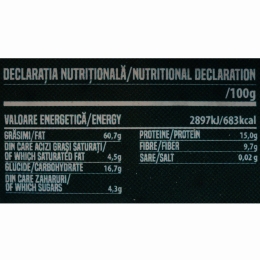 DECLARAȚIA NUTRIȚIONALĂ/NUTRITIONAL DECLARATION
/100g
VALOARE ENERGETICĂ/ENERGY 2897kJ/683kcal
GRĂSIMI/FAT 60,7g
DIN CARE ACIZI GRAȘI SATURAȚI/
OF WHICH SATURATED FAT 4,5g
GLUCIDE/CARBOHYDRATE 16,7g
DIN CARE ZAHARURI/
OF WHICH SUGARS 4,3g
PROTEINE/PROTEIN 15,0g
FIBRE/FIBER 9,7g
SARE/SALT 0,02 g